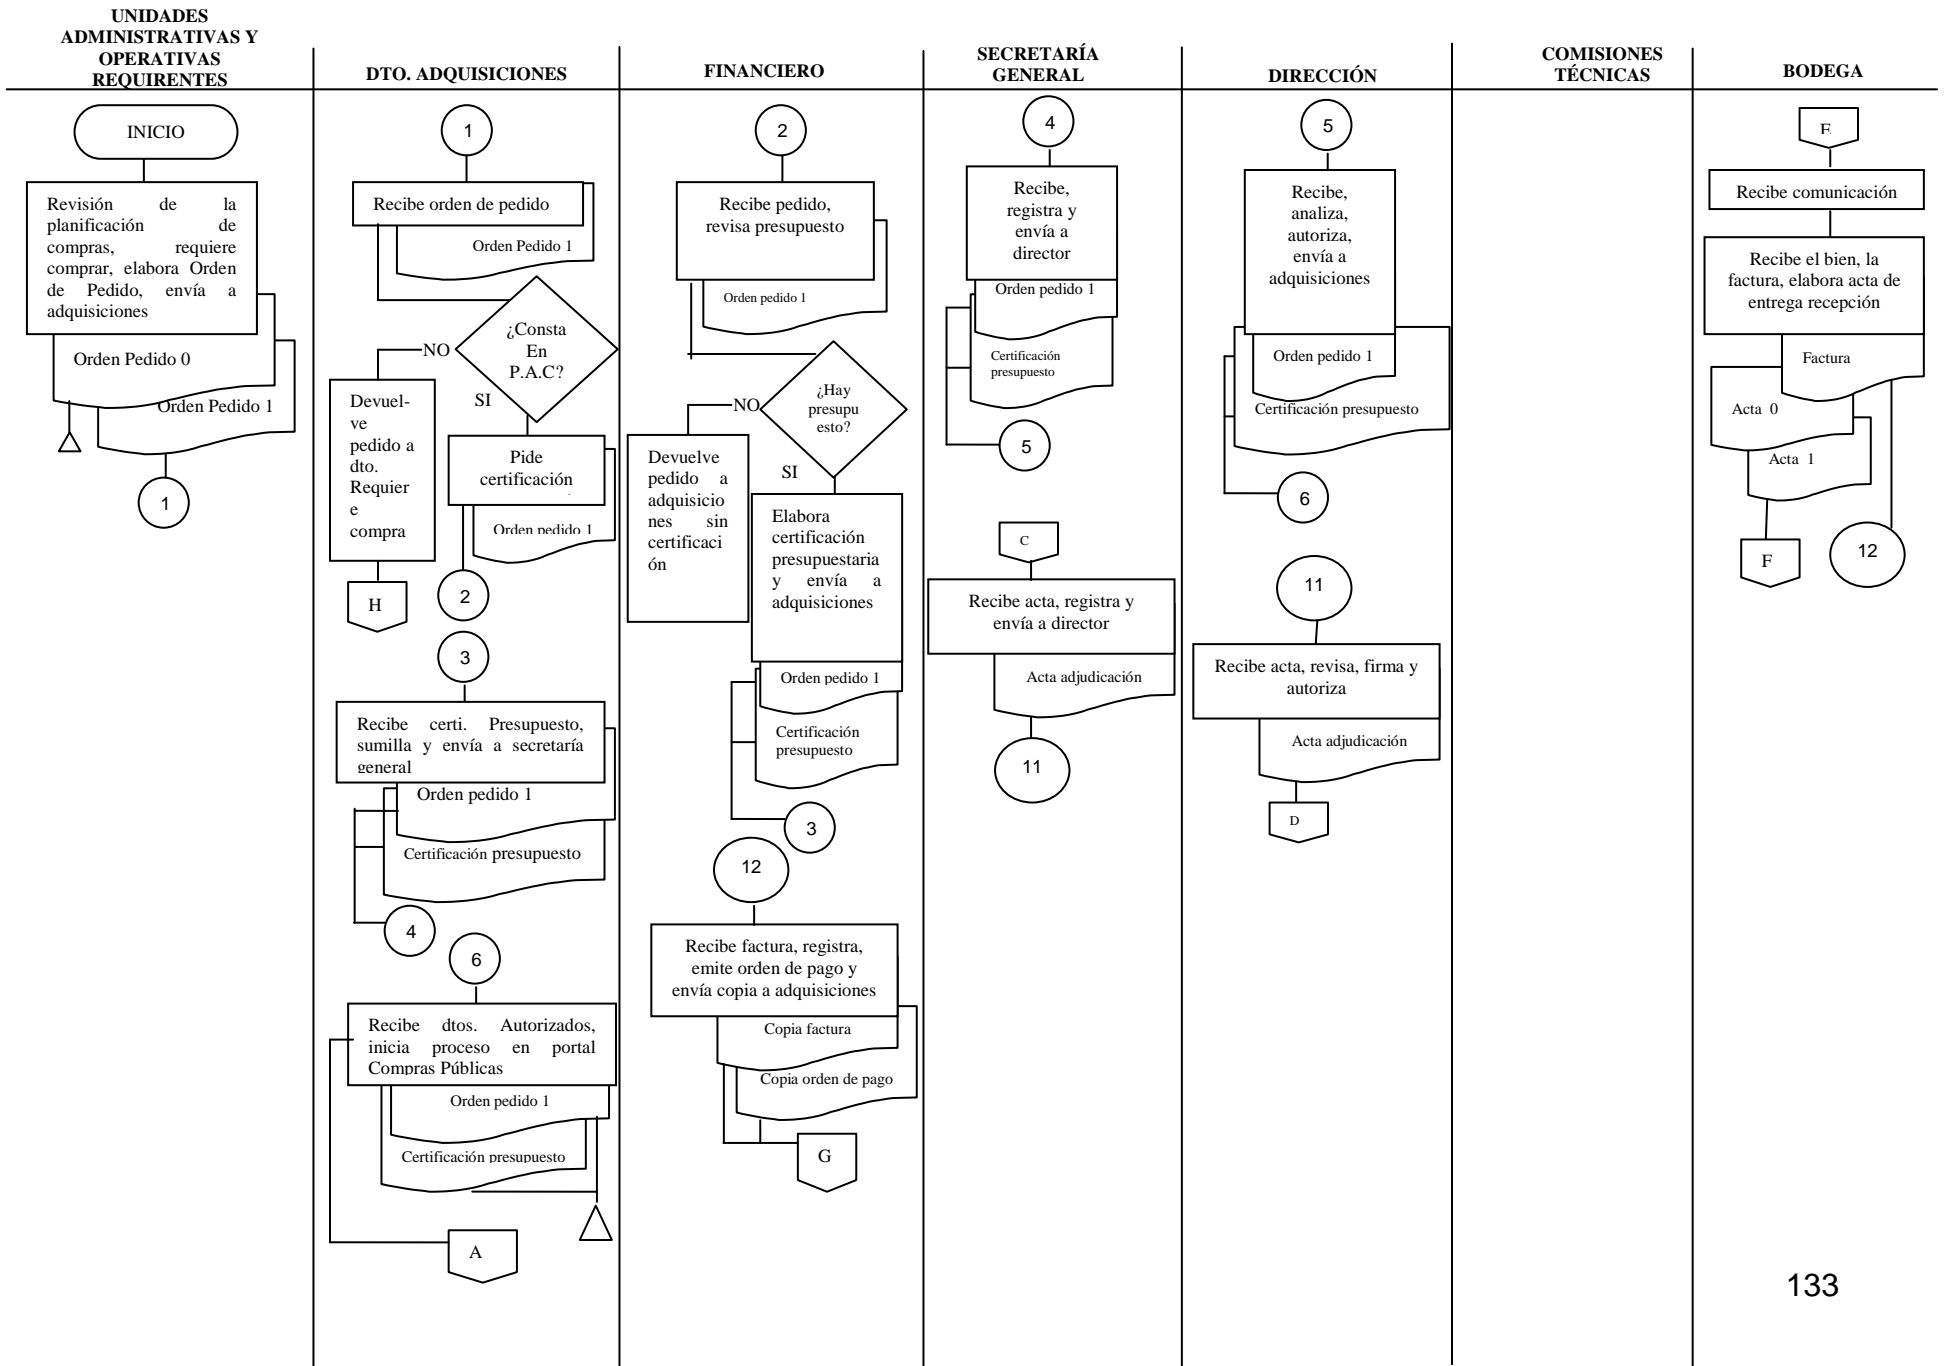 UNIDADES
ADMINISTRATIVAS Y
OPERATIVAS
REQUIRENTES
DTO. ADQUISICIONES
FINANCIERO
SECRETARÍA
GENERAL
DIRECCIÓN
COMISIONES
TÉCNICAS
BODEGA
INICIO
Revisión de la
planificación de
compras, requiere
comprar, elabora Orden
de Pedido, envía a
adquisiciones
Orden Pedido 0
Orden Pedido 1
1
1
Recibe orden de pedido
Orden Pedido 1
¿Consta
En
P.A.C?
NO
SI
Devuel-
ve
pedido a
dto.
Requier
e
compra
H
Pide
certificación
Orden pedido 1
2
3
Recibe certi. Presupuesto,
sumilla y envía a secretaría
general
Orden pedido 1
Certificación presupuesto
4
6
Recibe dtos. Autorizados,
inicia proceso en portal
Compras Públicas
Orden pedido 1
Certificación presupuesto
A
2
Recibe pedido,
revisa presupuesto
Orden pedido 1
¿Hay
presupu
esto?
NO
SI
Devuelve
pedido a
adquisicio
nes sin
certificaci
ón
Elabora
certificación
presupuestaria
y envía a
adquisiciones
Orden pedido 1
Certificación
presupuesto
3
12
Recibe factura, registra,
emite orden de pago y
envía copia a adquisiciones
Copia factura
Copia orden de pago
G
4
Recibe,
registra y
envía a
director
Orden pedido 1
Certificación
presupuesto
5
C
Recibe acta, registra y
envía a director
Acta adjudicación
11
5
Recibe,
analiza,
autoriza,
envía a
adquisiciones
Orden pedido 1
Certificación presupuesto
6
11
Recibe acta, revisa, firma y
autoriza
Acta adjudicación
D
E
Recibe comunicación
Recibe el bien, la
factura, elabora acta de
entrega recepción
Factura
Acta 0
Acta 1
F
12
133